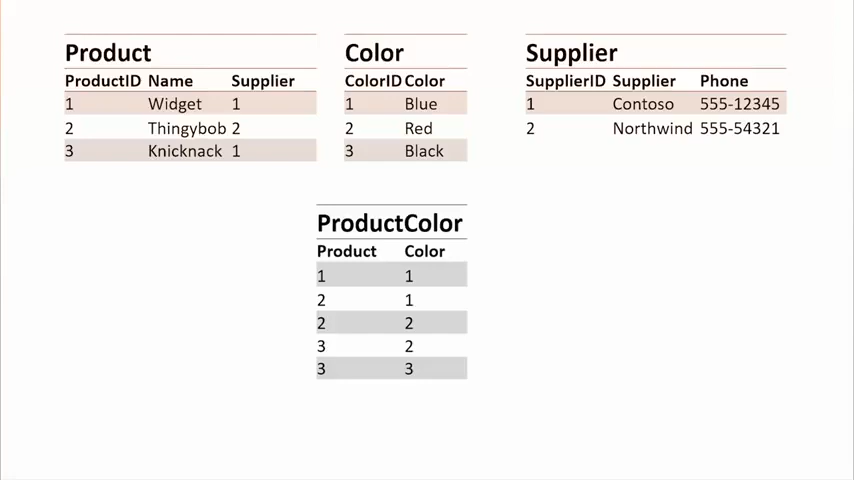 Product
ProductID Name Supplier
1 Widget 1
2 Thingybob 2
3 Knicknack 1
Color
ColorID Color
1 Blue
2 Red
3 Black
Supplier
SupplierID Supplier Phone
1 Contoso 555-12345
2 Northwind 555-54321
ProductColor
Product Color
1 1
2 1
2 2
3 2
3 3